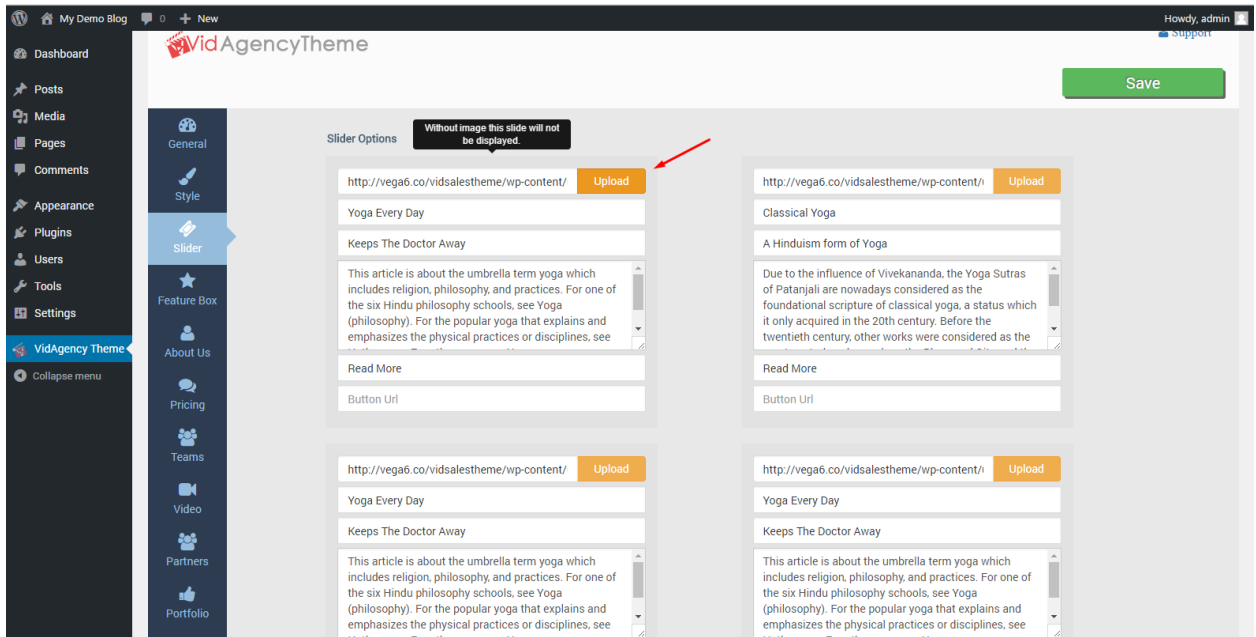 My Demo Blog
0
New
Howdy, admin
Dashboard
Posts
Media
Pages
Comments
Appearance
Plugins
Users
Tools
Settings
VidAgency Theme
Collapse menu
VidAgencyTheme
Support
Save
General
Style
Slider
Feature Box
About Us
Pricing
Teams
Video
Partners
Portfolio
Slider Options
Without image this slide will not
be displayed.
http://vega6.co/vidsalestheme/wp-content/
Upload
Yoga Every Day
Keeps The Doctor Away
This article is about the umbrella term yoga which
includes religion, philosophy, and practices. For one of
the six Hindu philosophy schools, see Yoga
(philosophy). For the popular yoga that explains and
emphasizes the physical practices or disciplines, see
Read More
Button Url
http://vega6.co/vidsalestheme/wp-content/
Upload
Classical Yoga
A Hinduism form of Yoga
Due to the influence of Vivekananda, the Yoga Sutras
of Patanjali are nowadays considered as the
foundational scripture of classical yoga, a status which
it only acquired in the 20th century. Before the
twentieth century, other works were considered as the
Read More
Button Url
http://vega6.co/vidsalestheme/wp-content/
Upload
Yoga Every Day
Keeps The Doctor Away
This article is about the umbrella term yoga which
includes religion, philosophy, and practices. For one of
the six Hindu philosophy schools, see Yoga
(philosophy). For the popular yoga that explains and
emphasizes the physical practices or disciplines, see
http://vega6.co/vidsalestheme/wp-content/
Upload
Yoga Every Day
Keeps The Doctor Away
This article is about the umbrella term yoga which
includes religion, philosophy, and practices. For one of
the six Hindu philosophy schools, see Yoga
(philosophy). For the popular yoga that explains and
emphasizes the physical practices or disciplines, see